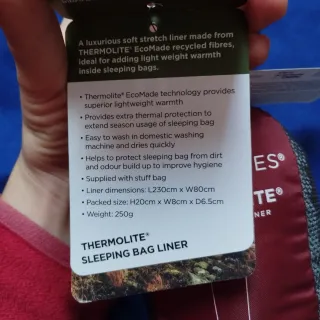 A luxurious soft stretch liner made from
THERMOLITE® EcoMade recycled fibres,
ideal for adding light weight warmth
inside sleeping bags.
• Thermolite® EcoMade technology provides
superior lightweight warmth
• Provides extra thermal protection to
extend season usage of sleeping bag
• Easy to wash in domestic washing
machine and dries quickly
• Helps to protect sleeping bag from dirt
and odour build up to improve hygiene
• Supplied with stuff bag
• Liner dimensions: L230cm x W80cm
• Packed size: H20cm x W8cm x D6.5cm
• Weight: 250g
THERMOLITE®
SLEEPING BAG LINER
ES®
LITE®
INER